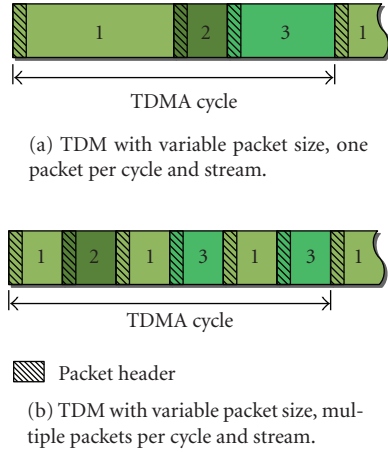 1 2 3 1
TDMA cycle
(a) TDM with variable packet size, one
packet per cycle and stream.
1 2 1 3 1 3 1
TDMA cycle
Packet header
(b) TDM with variable packet size, mul-
tiple packets per cycle and stream.